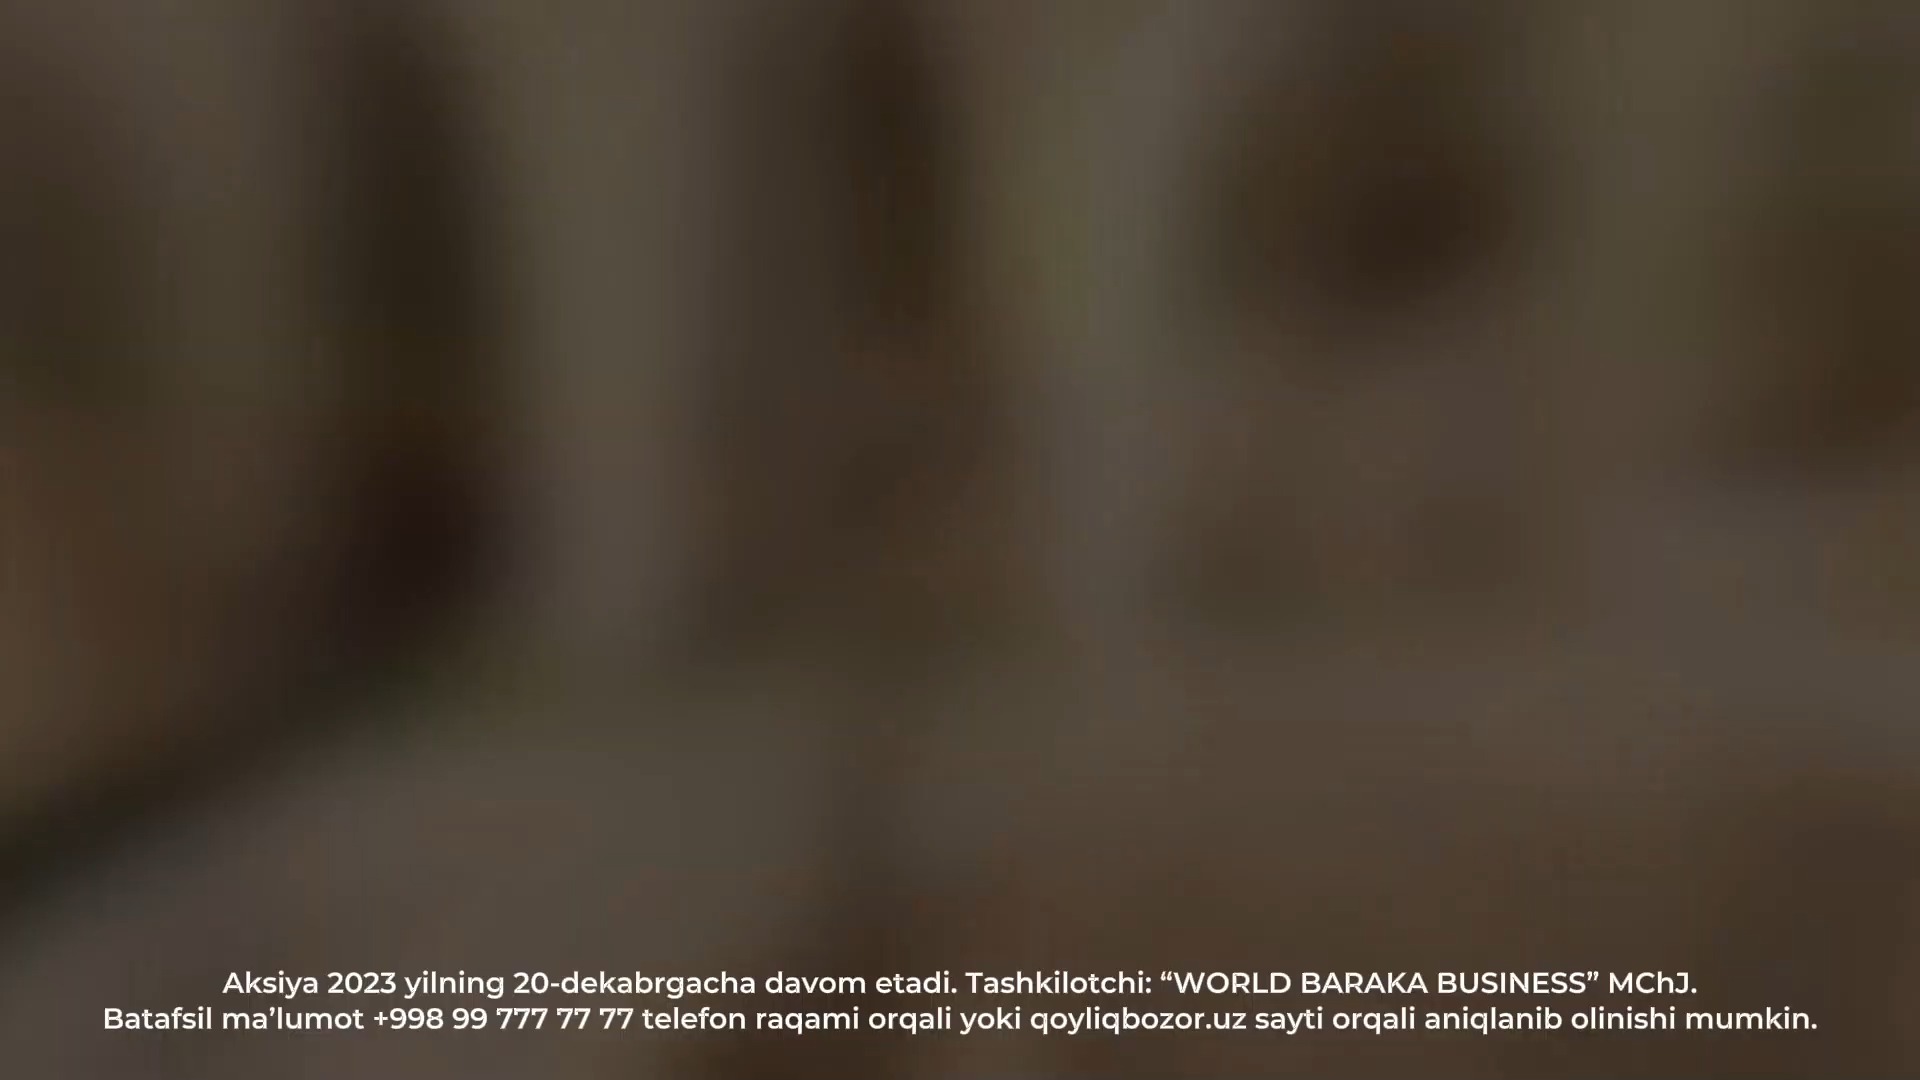 Aksiya 2023 yilning 20-dekabrgacha davom etadi. Tashkilotchi: “WORLD BARAKA BUSINESS” MChJ.
Batafsil ma’lumot +998 99 777 77 77 telefon raqami orqali yoki qoyliqbozor.uz sayti orqali aniqlanib olinishi mumkin.